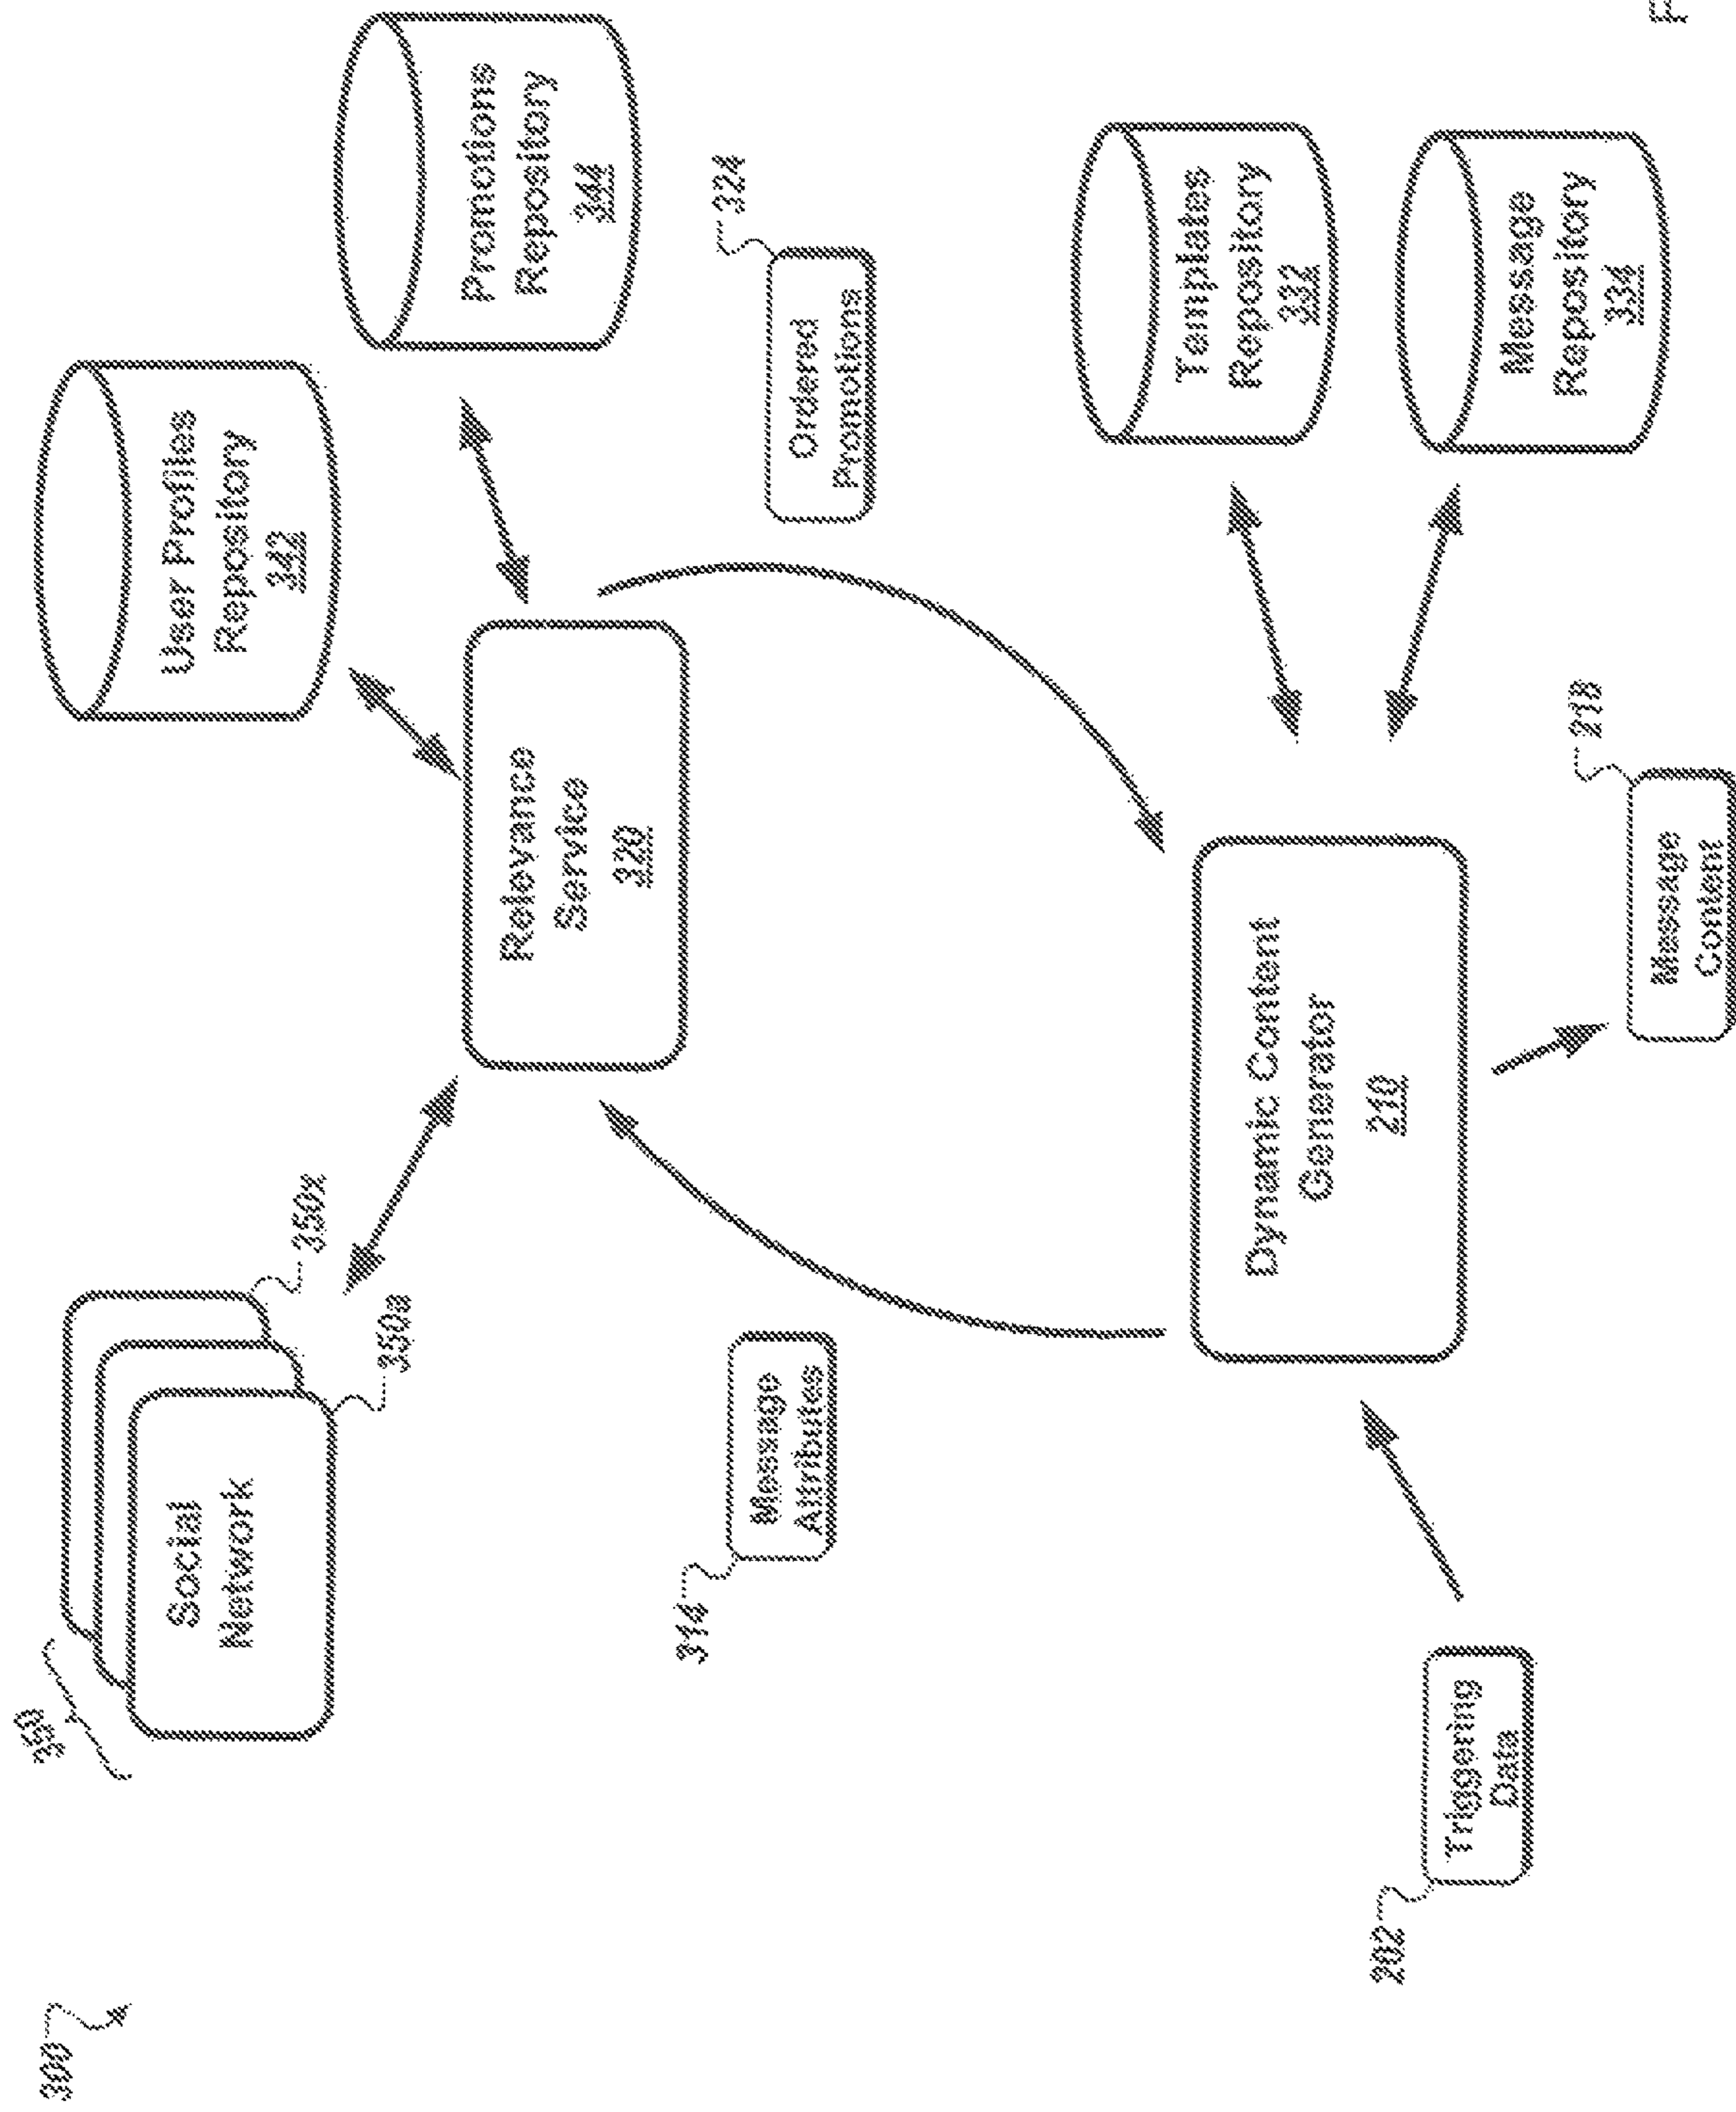 300
350
Social
Network
350x
350a
User Profiles
Repository
342
Promotions
Repository
344
Relevance
Service
320
314
Message
Attributes
324
Ordered
Promotions
Dynamic Content
Generator
210
Templates
Repository
332
Message
Repository
334
202
Triggering
Data
218
Message
Content
F